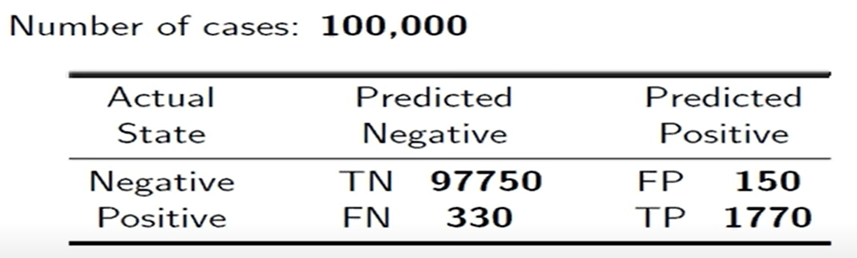 Number of cases: 100,000
Actual Predicted Predicted
State Negative Positive
Negative TN 97750 FP 150
Positive FN 330 TP 1770